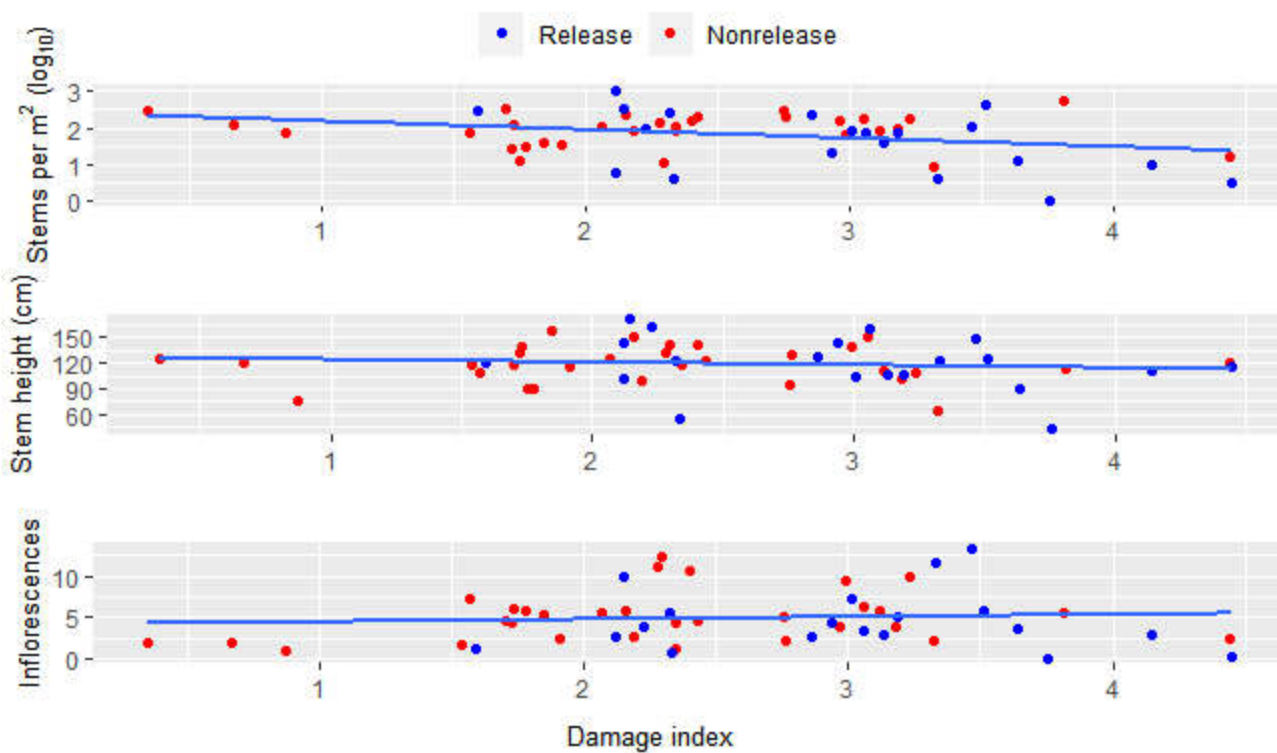 Release Nonrelease
Stems per m² (log₁₀)
3
2
1
0
1 2 3 4
Stem height (cm)
150
120
90
60
1 2 3 4
Inflorescences
10
5
0
1 2 3 4
Damage index